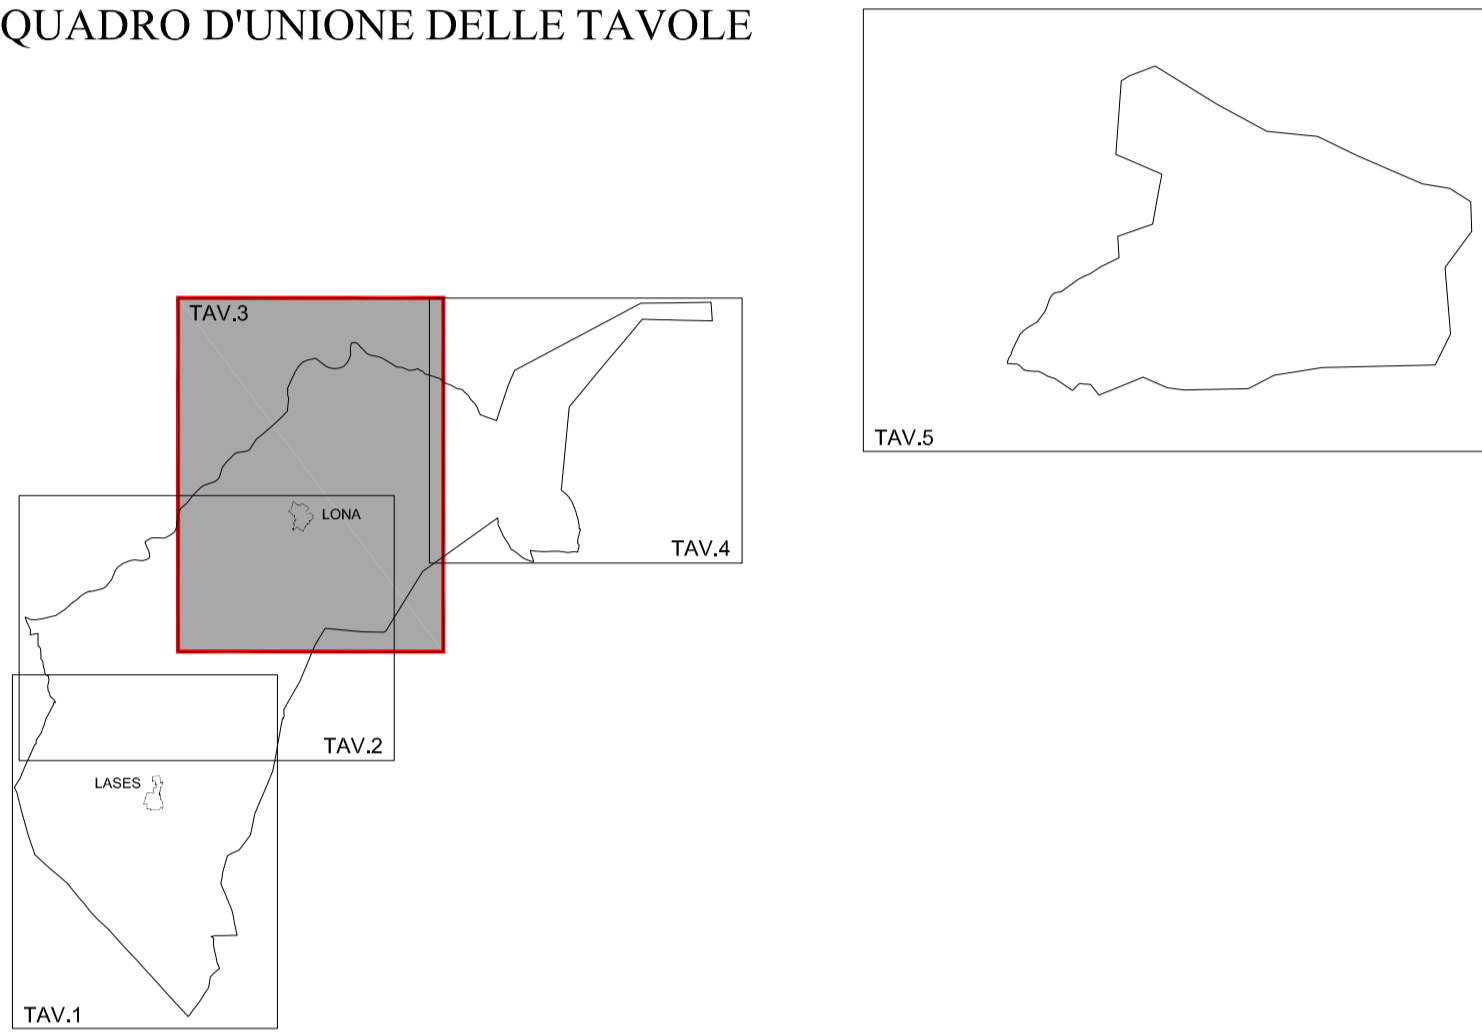 QUADRO D'UNIONE DELLE TAVOLE
TAV.3
LONA
TAV.4
TAV.5
TAV.2
LASES
TAV.1